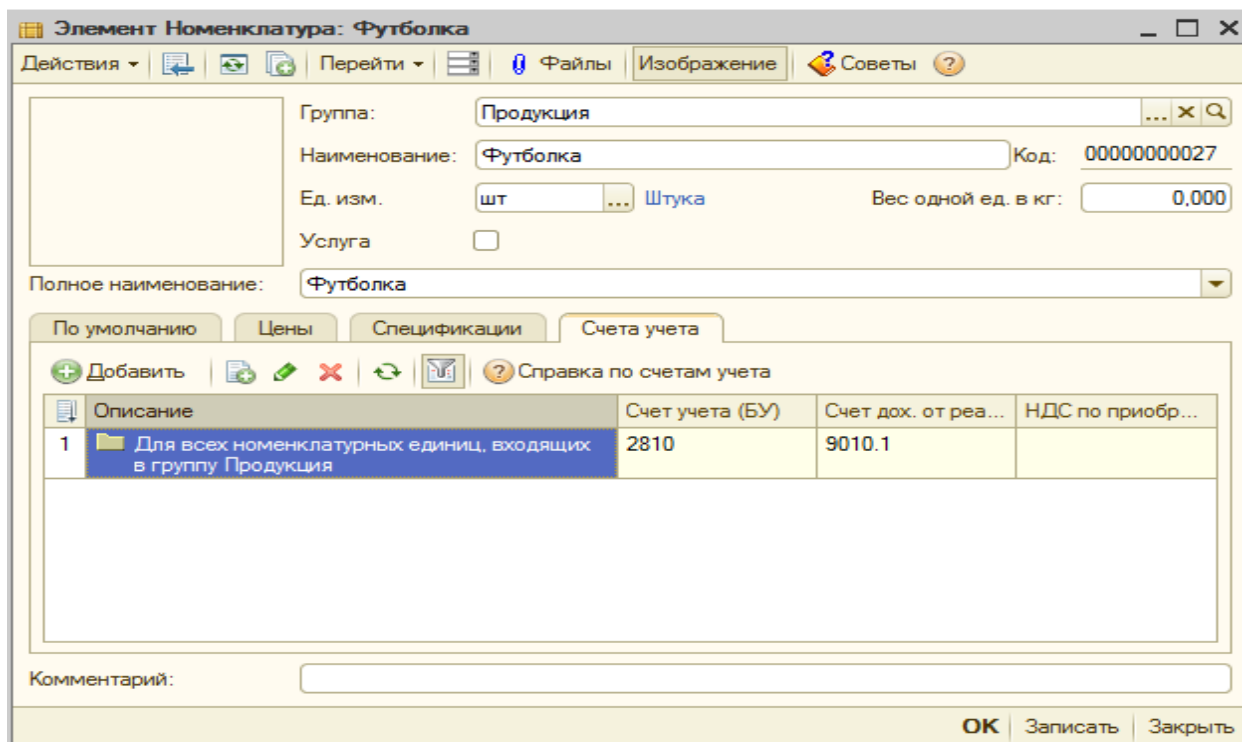 Элемент Номенклатура: Футболка
Действия Перейти Файлы Изображение Советы
Группа: Продукция ...
Наименование: Футболка Код: 00000000027
Ед. изм. шт ... Штука Вес одной ед. в кг: 0,000
Услуга
Полное наименование: Футболка
По умолчанию Цены Спецификации Счета учета
Добавить Справка по счетам учета
Описание Счет учета (БУ) Счет дох. от реа... НДС по приобр...
1 Для всех номенклатурных единиц, входящих 2810 9010.1
в группу Продукция
Комментарий:
OK Записать Закрыть